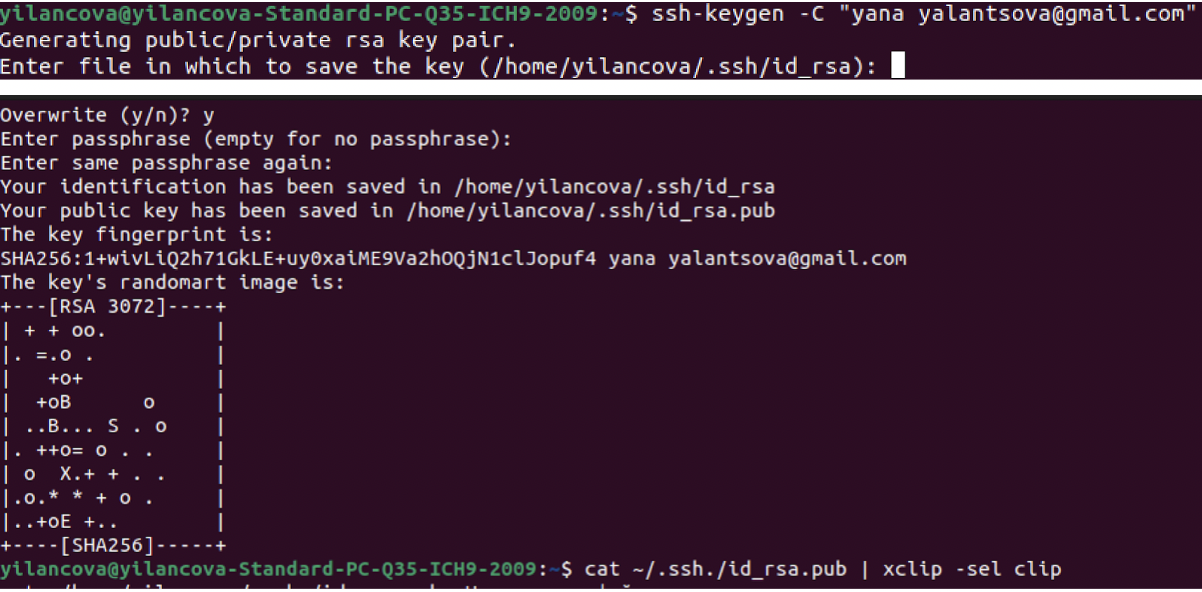 yilancova@yilancova-Standard-PC-Q35-ICH9-2009:~$ ssh-keygen -C "yana yalantsova@gmail.com"
Generating public/private rsa key pair.
Enter file in which to save the key (/home/yilancova/.ssh/id_rsa):
Overwrite (y/n)? y
Enter passphrase (empty for no passphrase):
Enter same passphrase again:
Your identification has been saved in /home/yilancova/.ssh/id_rsa
Your public key has been saved in /home/yilancova/.ssh/id_rsa.pub
The key fingerprint is:
SHA256:1+wivLiQ2h71GkLE+uy0xaiME9Va2hOQjN1clJopuf4 yana yalantsova@gmail.com
The key's randomart image is:
+---[RSA 3072]----+
| + + oo.         |
|. =.o .          |
|   +o+           |
|  +oB      o     |
| ..B... S . o    |
|. ++o= o . .     |
| o  X.+ + . .    |
|.o.* * + o .     |
|..+oE +..        |
+----[SHA256]-----+
yilancova@yilancova-Standard-PC-Q35-ICH9-2009:~$ cat ~/.ssh./id_rsa.pub | xclip -sel clip